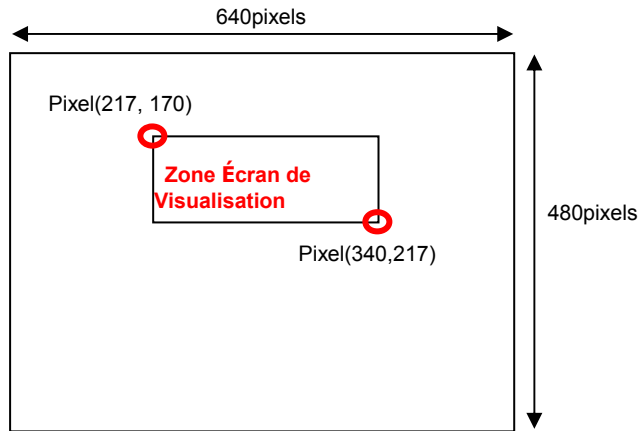 640pixels
Pixel(217, 170)
Zone Écran de
Visualisation
480pixels
Pixel(340,217)